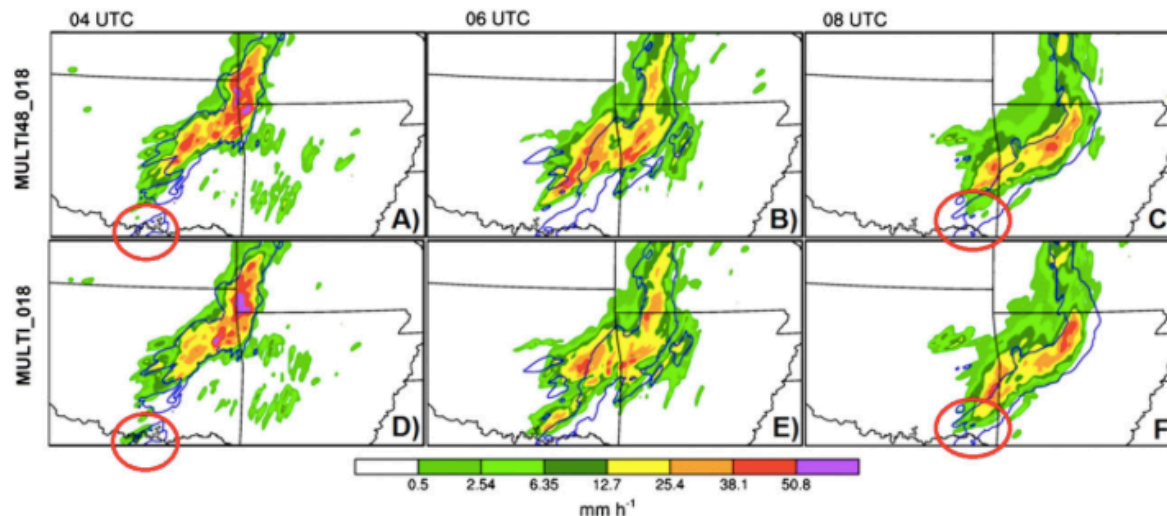 04 UTC 06 UTC 08 UTC
MULTI48_018
A) B) C
MULTI_018
D) E) F
0.5 2.54 6.35 12.7 25.4 38.1 50.8
mm h⁻¹